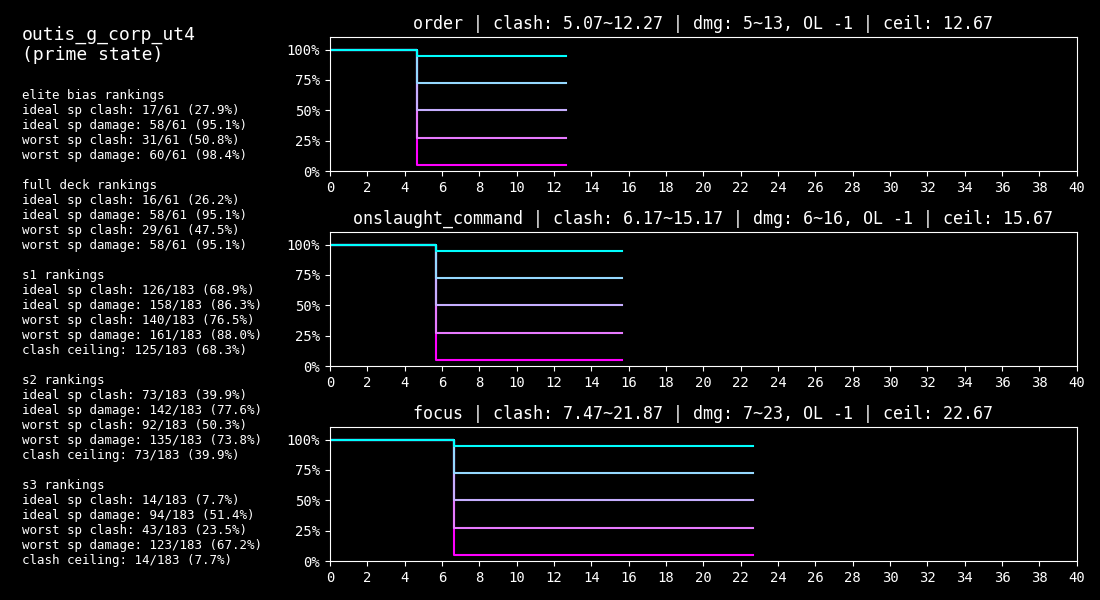 outis_g_corp_ut4
(prime state)
elite bias rankings
ideal sp clash: 17/61 (27.9%)
ideal sp damage: 58/61 (95.1%)
worst sp clash: 31/61 (50.8%)
worst sp damage: 60/61 (98.4%)
full deck rankings
ideal sp clash: 16/61 (26.2%)
ideal sp damage: 58/61 (95.1%)
worst sp clash: 29/61 (47.5%)
worst sp damage: 58/61 (95.1%)
s1 rankings
ideal sp clash: 126/183 (68.9%)
ideal sp damage: 158/183 (86.3%)
worst sp clash: 140/183 (76.5%)
worst sp damage: 161/183 (88.0%)
clash ceiling: 125/183 (68.3%)
s2 rankings
ideal sp clash: 73/183 (39.9%)
ideal sp damage: 142/183 (77.6%)
worst sp clash: 92/183 (50.3%)
worst sp damage: 135/183 (73.8%)
clash ceiling: 73/183 (39.9%)
s3 rankings
ideal sp clash: 14/183 (7.7%)
ideal sp damage: 94/183 (51.4%)
worst sp clash: 43/183 (23.5%)
worst sp damage: 123/183 (67.2%)
clash ceiling: 14/183 (7.7%)
order | clash: 5.07~12.27 | dmg: 5~13, OL -1 | ceil: 12.67
100%
75%
50%
25%
0%
0 2 4 6 8 10 12 14 16 18 20 22 24 26 28 30 32 34 36 38 40
onslaught_command | clash: 6.17~15.17 | dmg: 6~16, OL -1 | ceil: 15.67
100%
75%
50%
25%
0%
0 2 4 6 8 10 12 14 16 18 20 22 24 26 28 30 32 34 36 38 40
focus | clash: 7.47~21.87 | dmg: 7~23, OL -1 | ceil: 22.67
100%
75%
50%
25%
0%
0 2 4 6 8 10 12 14 16 18 20 22 24 26 28 30 32 34 36 38 40